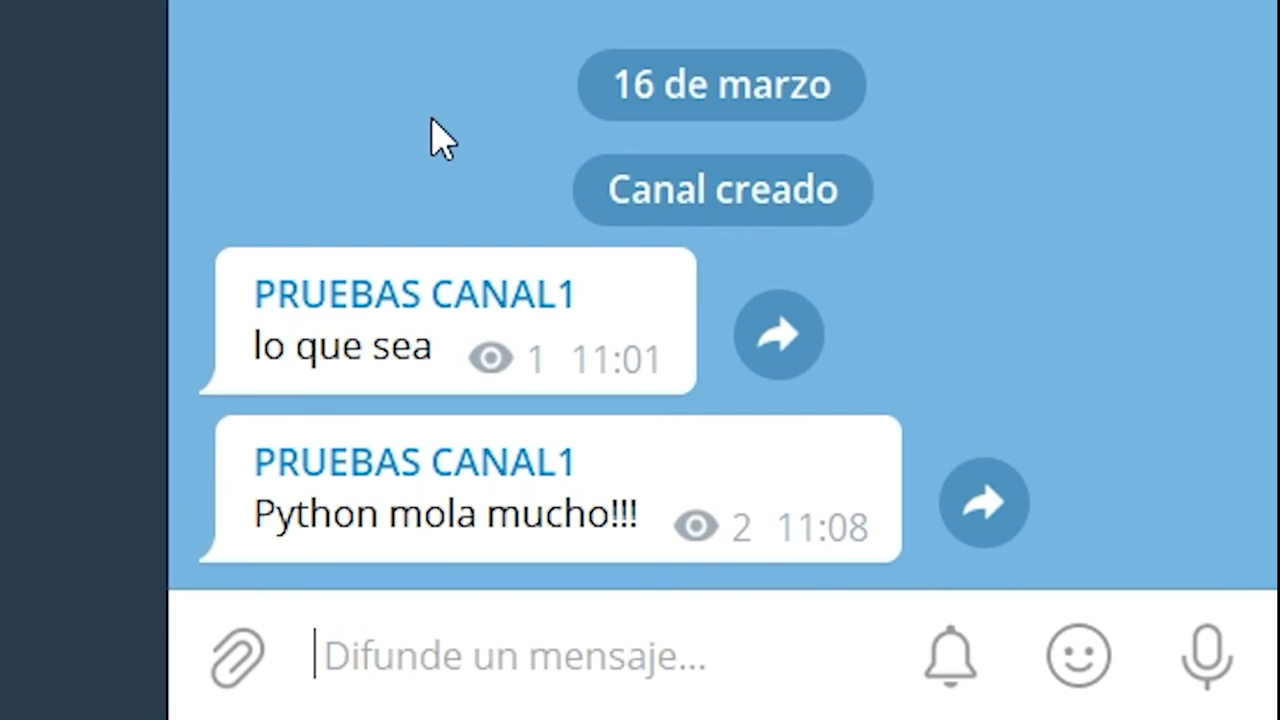 16 de marzo
Canal creado
PRUEBAS CANAL1
lo que sea 1 11:01
PRUEBAS CANAL1
Python mola mucho!!! 2 11:08
Difunde un mensaje...